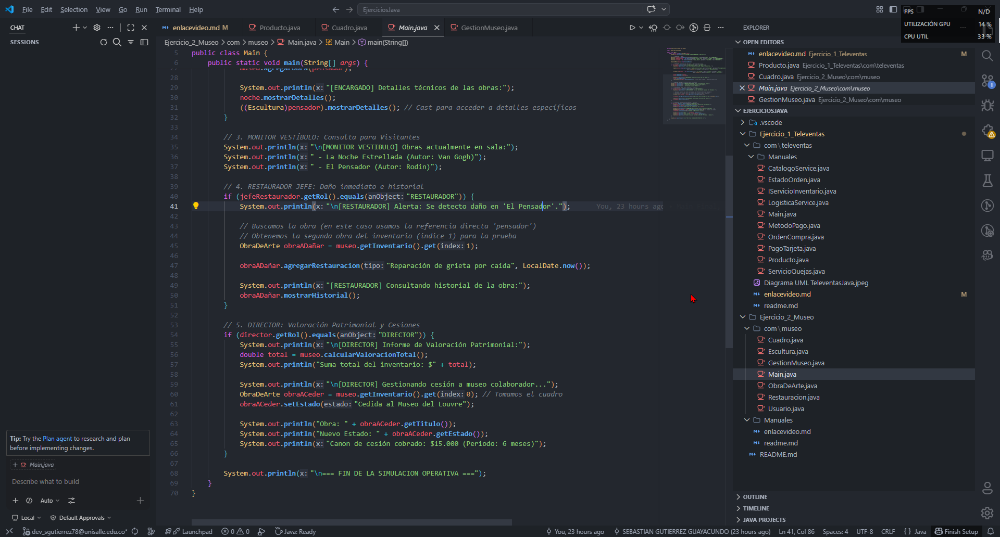 File Edit Selection View Go Run Terminal Help
EjerciciosJava
FPS N/D
UTILIZACIÓN GPU 14 %
CPU UTIL 33 %
CHAT
SESSIONS
enlacevideo.md M
Producto.java
Cuadro.java
Main.java
GestionMuseo.java
Ejercicio_2_Museo > com > museo > Main.java > Main > main(String[])
5 public class Main {
6 public static void main(String[] args) {
27 museo.agregarObra(pensador);
28
29 System.out.println(x: "[ENCARGADO] Detalles técnicos de las obras:");
30 noche.mostrarDetalles();
31 ((Escultura)pensador).mostrarDetalles(); // Cast para acceder a detalles específicos
32 }
33
34 // 3. MONITOR VESTÍBULO: Consulta para Visitantes
35 System.out.println(x: "\n[MONITOR VESTIBULO] Obras actualmente en sala:");
36 System.out.println(x: " - La Noche Estrellada (Autor: Van Gogh)");
37 System.out.println(x: " - El Pensador (Autor: Rodin)");
38
39 // 4. RESTAURADOR JEFE: Daño inmediato e historial
40 if (jefeRestaurador.getRol().equals(anObject: "RESTAURADOR")) {
41 System.out.println(x: "\n[RESTAURADOR] Alerta: Se detecto daño en 'El Pensador'."); You, 23 hours ago
42
43 // Buscamos la obra (en este caso usamos la referencia directa 'pensador')
44 // Obtenemos la segunda obra del inventario (índice 1) para la prueba
45 ObraDeArte obraADañar = museo.getInventario().get(index: 1);
46
47 obraADañar.agregarRestauracion(tipo: "Reparación de grieta por caída", LocalDate.now());
48
49 System.out.println(x: "[RESTAURADOR] Consultando historial de la obra:");
50 obraADañar.mostrarHistorial();
51 }
52
53 // 5. DIRECTOR: Valoración Patrimonial y Cesiones
54 if (director.getRol().equals(anObject: "DIRECTOR")) {
55 System.out.println(x: "\n[DIRECTOR] Informe de Valoración Patrimonial:");
56 double total = museo.calcularValoracionTotal();
57 System.out.println("Suma total del inventario: $" + total);
58
59 System.out.println(x: "\n[DIRECTOR] Gestionando cesión a museo colaborador...");
60 ObraDeArte obraACeder = museo.getInventario().get(index: 0); // Tomamos el cuadro
61 obraACeder.setEstado(estado: "Cedida al Museo del Louvre");
62
63 System.out.println("Obra: " + obraACeder.getTitulo());
64 System.out.println("Nuevo Estado: " + obraACeder.getEstado());
65 System.out.println(x: "Canon de cesión cobrado: $15.000 (Periodo: 6 meses)");
66 }
67
68 System.out.println(x: "\n=== FIN DE LA SIMULACION OPERATIVA ===");
69 }
70 }
Tip: Try the Plan agent to research and plan
before implementing changes.
Main.java
Describe what to build
Auto
Local Default Approvals
EXPLORER
OPEN EDITORS
enlacevideo.md Ejercicio_1_Televentas M
Producto.java Ejercicio_1_Televentas\com\televentas
Cuadro.java Ejercicio_2_Museo\com\museo
Main.java Ejercicio_2_Museo\com\museo
GestionMuseo.java Ejercicio_2_Museo\com\museo
EJERCICIOSJAVA
.vscode
Ejercicio_1_Televentas
com\televentas
Manuales
CatalogoService.java
EstadoOrden.java
IServicioInventario.java
LogisticaService.java
Main.java
MetodoPago.java
OrdenCompra.java
PagoTarjeta.java
Producto.java
ServicioQuejas.java
Diagrama UML TeleventasJava.jpeg
enlacevideo.md M
readme.md
Ejercicio_2_Museo
com\museo
Cuadro.java
Escultura.java
GestionMuseo.java
Main.java
ObraDeArte.java
Restauracion.java
Usuario.java
Manuales
enlacevideo.md
readme.md
README.md
OUTLINE
TIMELINE
JAVA PROJECTS
1
dev_sgutierrez78@unisalle.edu.co* Launchpad 0 0 Java: Ready You, 23 hours ago SEBASTIAN GUTIERREZ GUAYACUNDO (23 hours ago) Ln 41, Col 86 Spaces: 4 UTF-8 CRLF { } Java Finish Setup